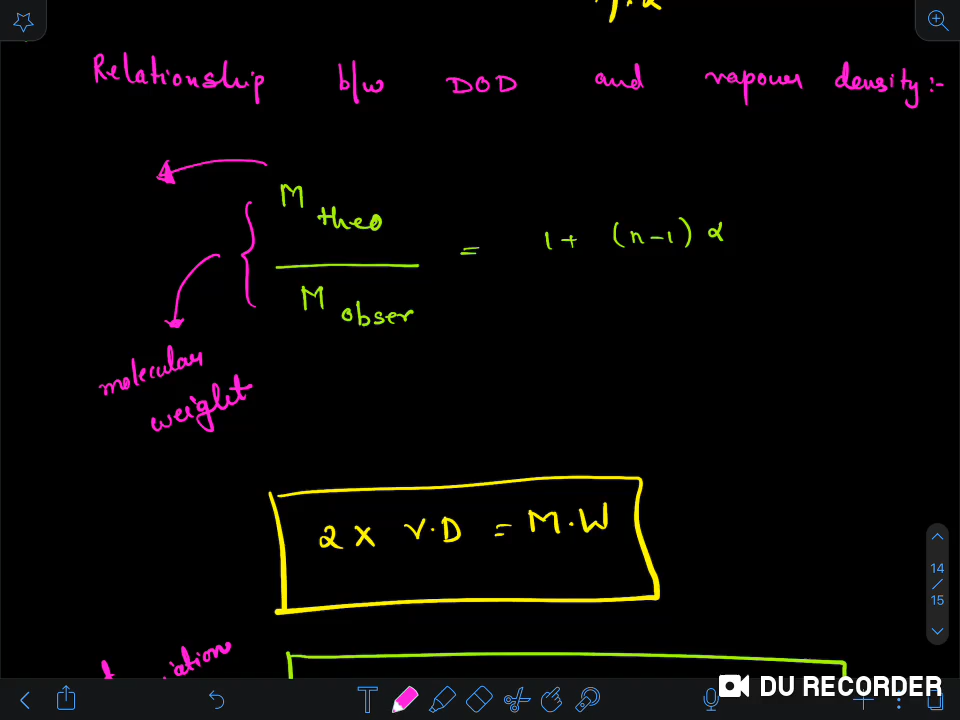 Relationship b/w DOD and vapour density:-
M theo
M obser
= 1 + (n-1) α
molecular
weight
2 x V.D = M.W
14
/
15
T
DU RECORDER